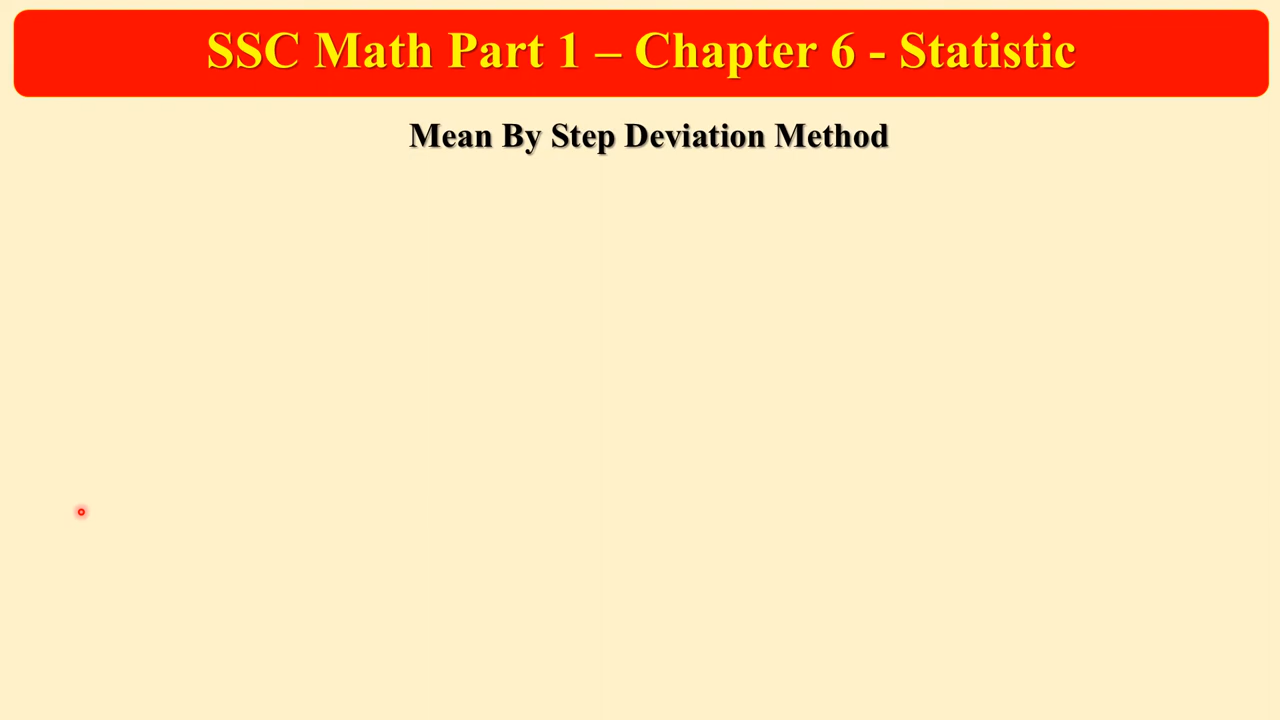 SSC Math Part 1 – Chapter 6 - Statistic
Mean By Step Deviation Method